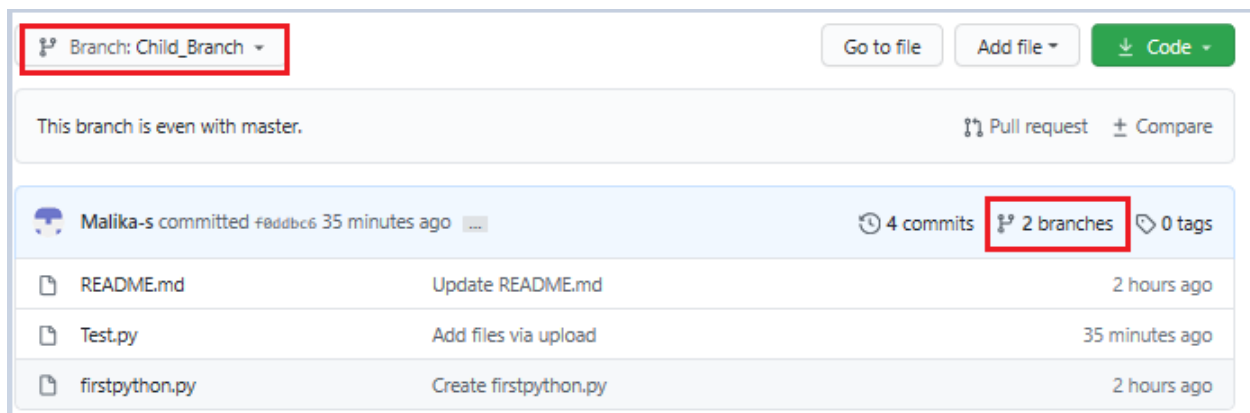 Branch: Child_Branch Go to file Add file Code
This branch is even with master. Pull request Compare
Malika-s committed f0ddbc6 35 minutes ago ... 4 commits 2 branches 0 tags
README.md Update README.md 2 hours ago
Test.py Add files via upload 35 minutes ago
firstpython.py Create firstpython.py 2 hours ago